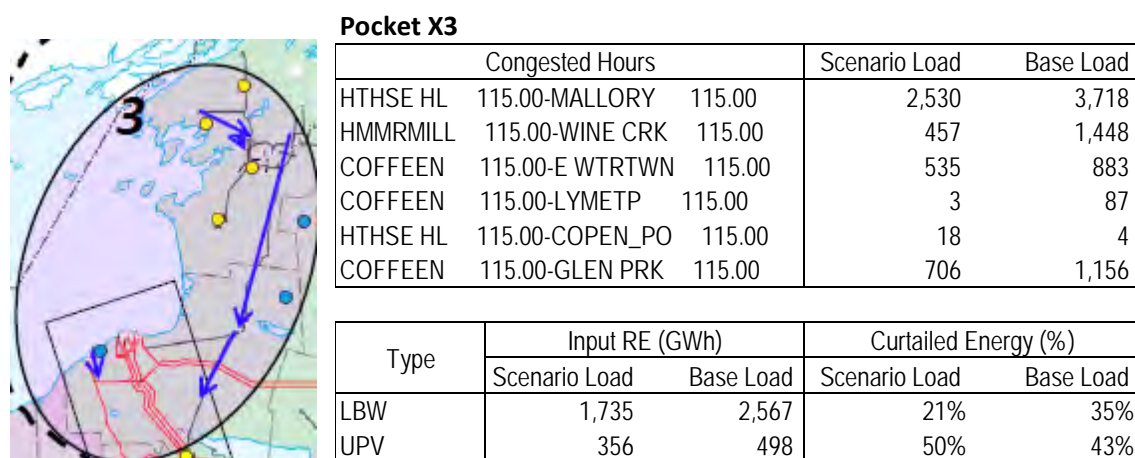 Pocket X3
3
Congested Hours Scenario Load Base Load
HTHSE HL 115.00-MALLORY 115.00 2,530 3,718
HMMRMILL 115.00-WINE CRK 115.00 457 1,448
COFFEEN 115.00-E WTRTWN 115.00 535 883
COFFEEN 115.00-LYMETP 115.00 3 87
HTHSE HL 115.00-COPEN_PO 115.00 18 4
COFFEEN 115.00-GLEN PRK 115.00 706 1,156
Type Input RE (GWh) Curtailed Energy (%)
Scenario Load Base Load Scenario Load Base Load
LBW 1,735 2,567 21% 35%
UPV 356 498 50% 43%